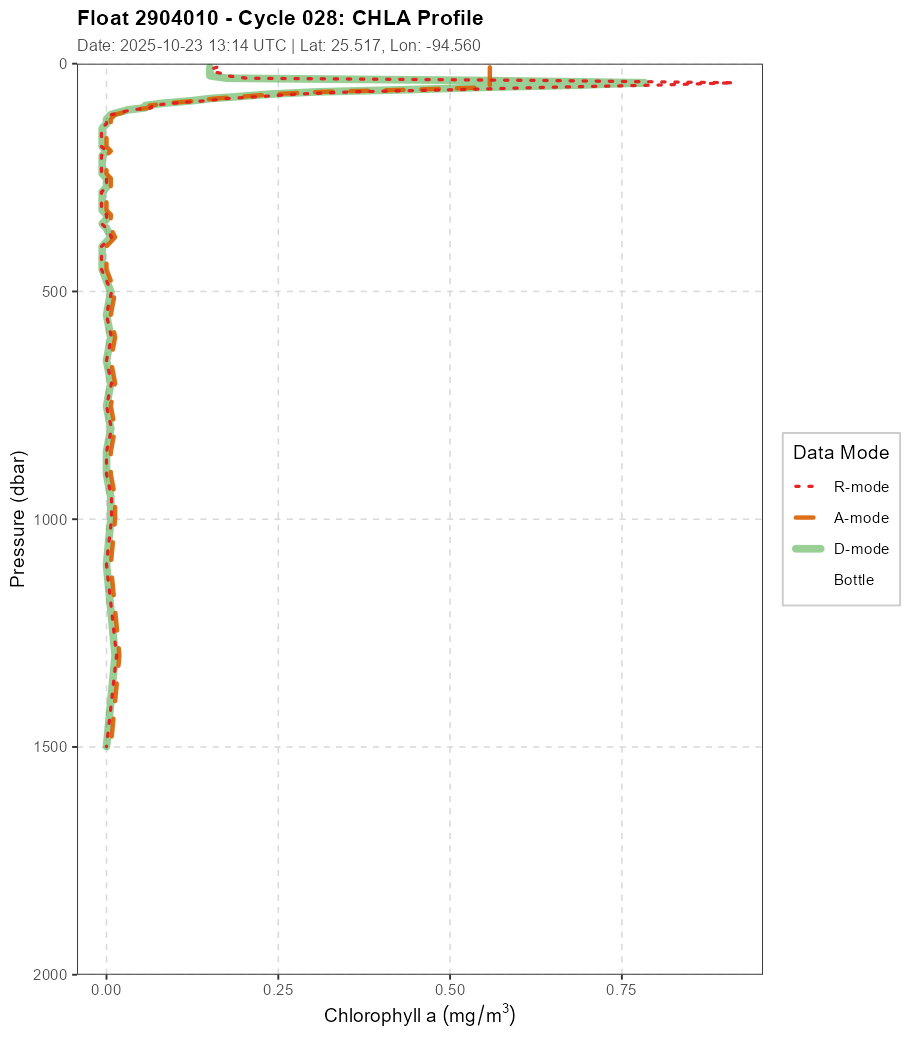 Float 2904010 - Cycle 028: CHLA Profile
Date: 2025-10-23 13:14 UTC | Lat: 25.517, Lon: -94.560
0
500
1000
1500
2000
Pressure (dbar)
0.00 0.25 0.50 0.75
Chlorophyll a (mg/m³)
Data Mode
R-mode
A-mode
D-mode
Bottle